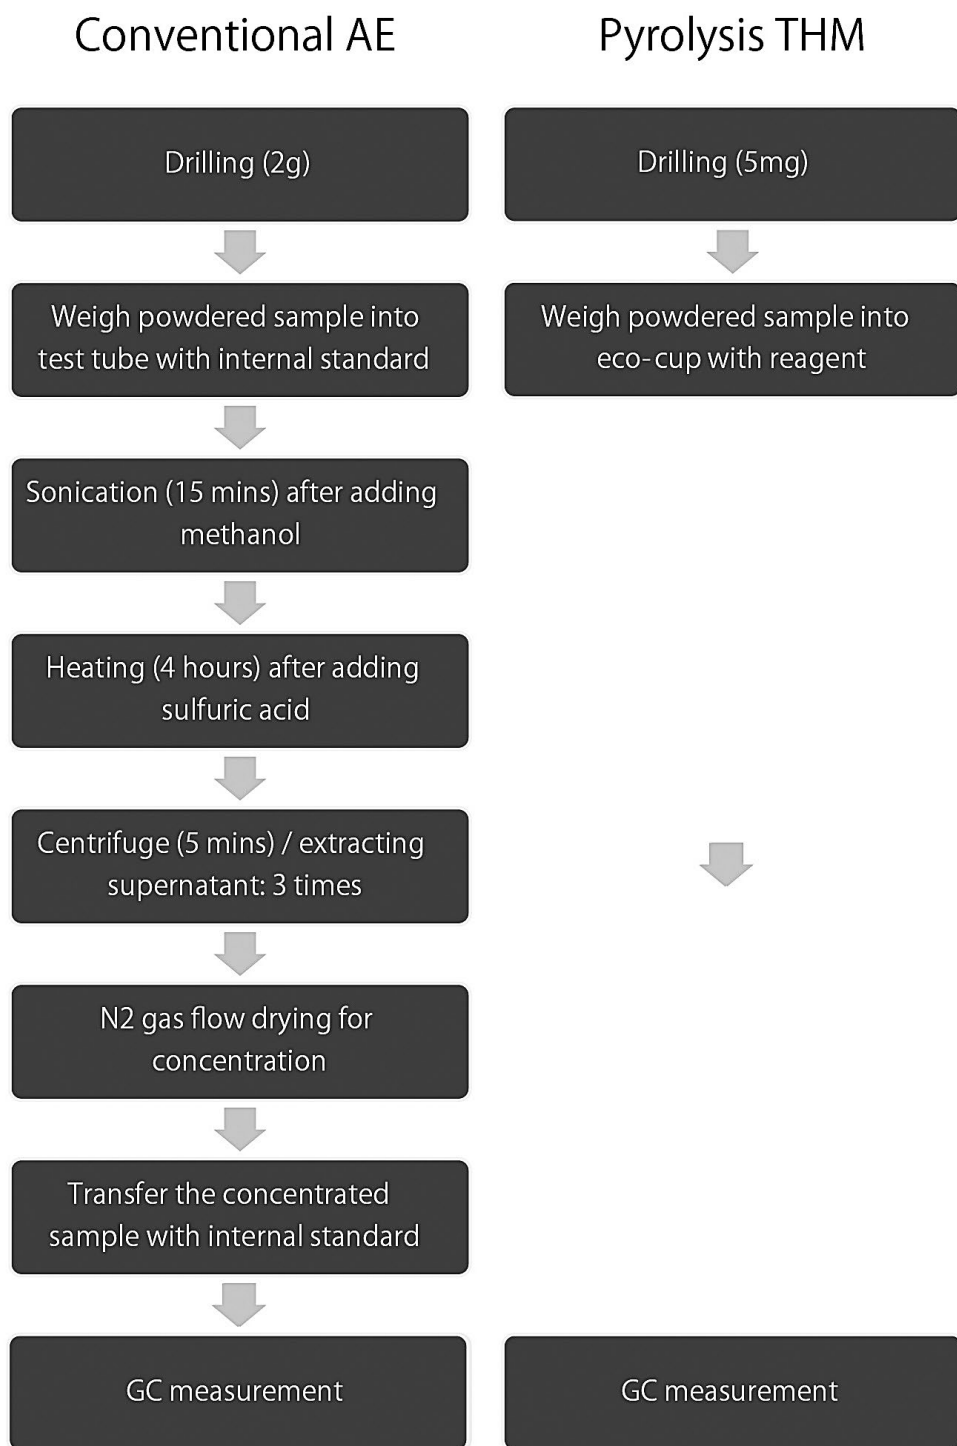 Conventional AE
Drilling (2g)
Weigh powdered sample into
test tube with internal standard
Sonication (15 mins) after adding
methanol
Heating (4 hours) after adding
sulfuric acid
Centrifuge (5 mins) / extracting
supernatant: 3 times
N2 gas flow drying for
concentration
Transfer the concentrated
sample with internal standard
GC measurement
Pyrolysis THM
Drilling (5mg)
Weigh powdered sample into
eco-cup with reagent
GC measurement